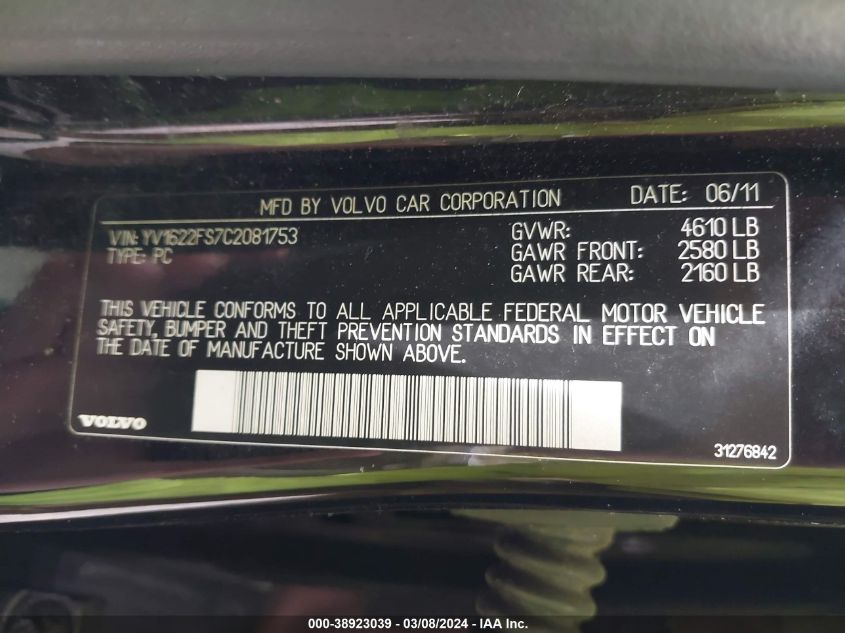 MFD BY VOLVO CAR CORPORATION DATE: 06/11
VIN: YV1622FS7C2081753 GVWR: 4610 LB
TYPE: PC GAWR FRONT: 2580 LB
GAWR REAR: 2160 LB
THIS VEHICLE CONFORMS TO ALL APPLICABLE FEDERAL MOTOR VEHICLE
SAFETY, BUMPER AND THEFT PREVENTION STANDARDS IN EFFECT ON
THE DATE OF MANUFACTURE SHOWN ABOVE.
VOLVO
31276842
000-38923039 - 03/08/2024 - IAA Inc.